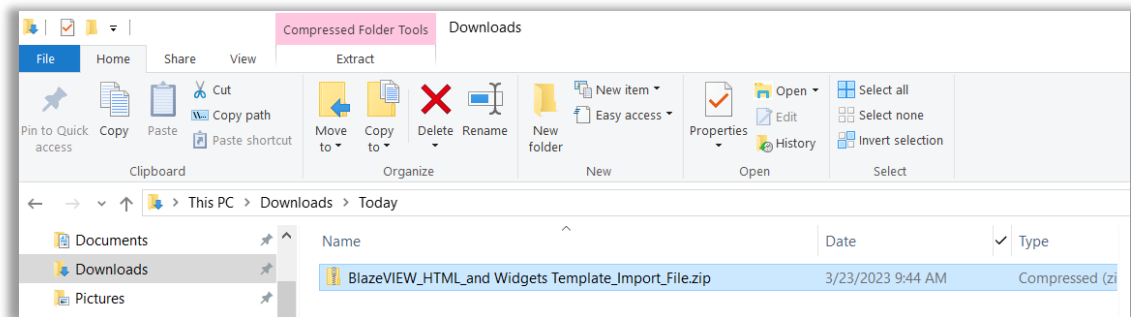 Compressed Folder Tools Downloads
File Home Share View Extract
Pin to Quick access
Copy
Paste
Cut
Copy path
Paste shortcut
Clipboard
Move to
Copy to
Delete
Rename
Organize
New folder
New item
Easy access
New
Properties
Open
Edit
History
Open
Select all
Select none
Invert selection
Select
This PC > Downloads > Today
Documents
Downloads
Pictures
Name Date Type
BlazeVIEW_HTML_and Widgets Template_Import_File.zip 3/23/2023 9:44 AM Compressed (zi